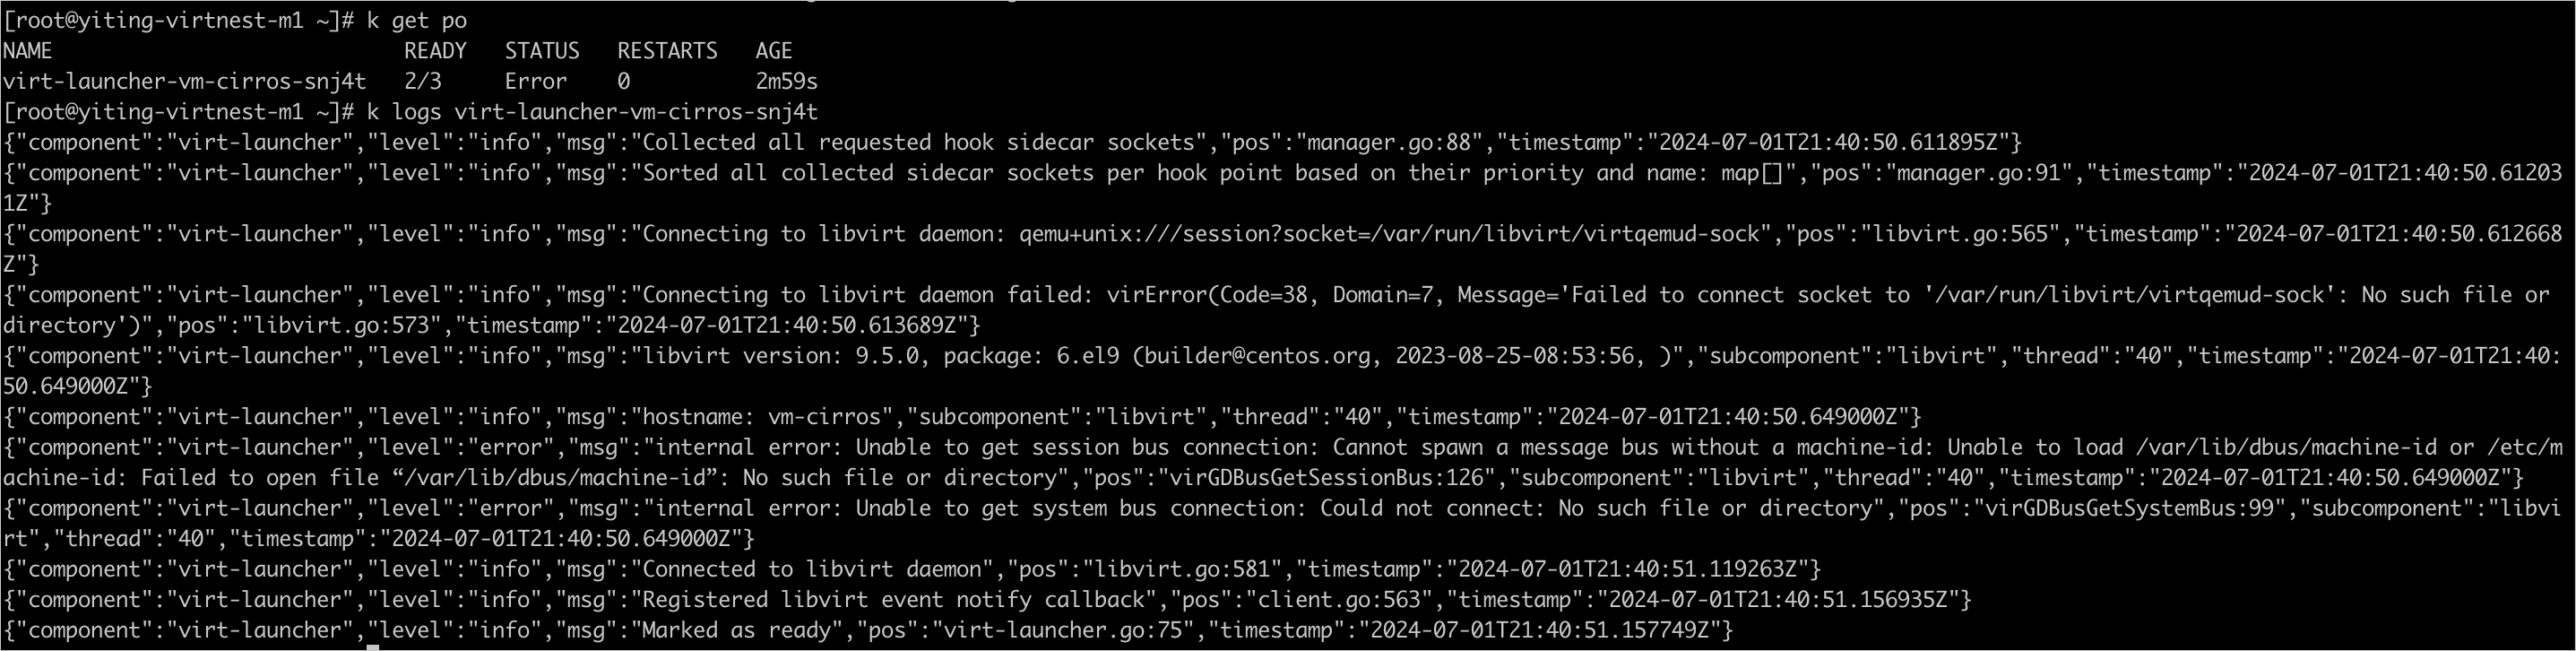 [root@yiting-virtnest-m1 ~]# k get po
NAME                            READY   STATUS   RESTARTS   AGE
virt-launcher-vm-cirros-snj4t   2/3     Error    0          2m59s
[root@yiting-virtnest-m1 ~]# k logs virt-launcher-vm-cirros-snj4t
{"component":"virt-launcher","level":"info","msg":"Collected all requested hook sidecar sockets","pos":"manager.go:88","timestamp":"2024-07-01T21:40:50.611895Z"}
{"component":"virt-launcher","level":"info","msg":"Sorted all collected sidecar sockets per hook point based on their priority and name: map[]","pos":"manager.go:91","timestamp":"2024-07-01T21:40:50.61203
1Z"}
{"component":"virt-launcher","level":"info","msg":"Connecting to libvirt daemon: qemu+unix:///session?socket=/var/run/libvirt/virtqemud-sock","pos":"libvirt.go:565","timestamp":"2024-07-01T21:40:50.612668
Z"}
{"component":"virt-launcher","level":"info","msg":"Connecting to libvirt daemon failed: virError(Code=38, Domain=7, Message='Failed to connect socket to '/var/run/libvirt/virtqemud-sock': No such file or
directory')","pos":"libvirt.go:573","timestamp":"2024-07-01T21:40:50.613689Z"}
{"component":"virt-launcher","level":"info","msg":"libvirt version: 9.5.0, package: 6.el9 (builder@centos.org, 2023-08-25-08:53:56, )","subcomponent":"libvirt","thread":"40","timestamp":"2024-07-01T21:40:
50.649000Z"}
{"component":"virt-launcher","level":"info","msg":"hostname: vm-cirros","subcomponent":"libvirt","thread":"40","timestamp":"2024-07-01T21:40:50.649000Z"}
{"component":"virt-launcher","level":"error","msg":"internal error: Unable to get session bus connection: Cannot spawn a message bus without a machine-id: Unable to load /var/lib/dbus/machine-id or /etc/m
achine-id: Failed to open file “/var/lib/dbus/machine-id”: No such file or directory","pos":"virGDBusGetSessionBus:126","subcomponent":"libvirt","thread":"40","timestamp":"2024-07-01T21:40:50.649000Z"}
{"component":"virt-launcher","level":"error","msg":"internal error: Unable to get system bus connection: Could not connect: No such file or directory","pos":"virGDBusGetSystemBus:99","subcomponent":"libvi
rt","thread":"40","timestamp":"2024-07-01T21:40:50.649000Z"}
{"component":"virt-launcher","level":"info","msg":"Connected to libvirt daemon","pos":"libvirt.go:581","timestamp":"2024-07-01T21:40:51.119263Z"}
{"component":"virt-launcher","level":"info","msg":"Registered libvirt event notify callback","pos":"client.go:563","timestamp":"2024-07-01T21:40:51.156935Z"}
{"component":"virt-launcher","level":"info","msg":"Marked as ready","pos":"virt-launcher.go:75","timestamp":"2024-07-01T21:40:51.157749Z"}